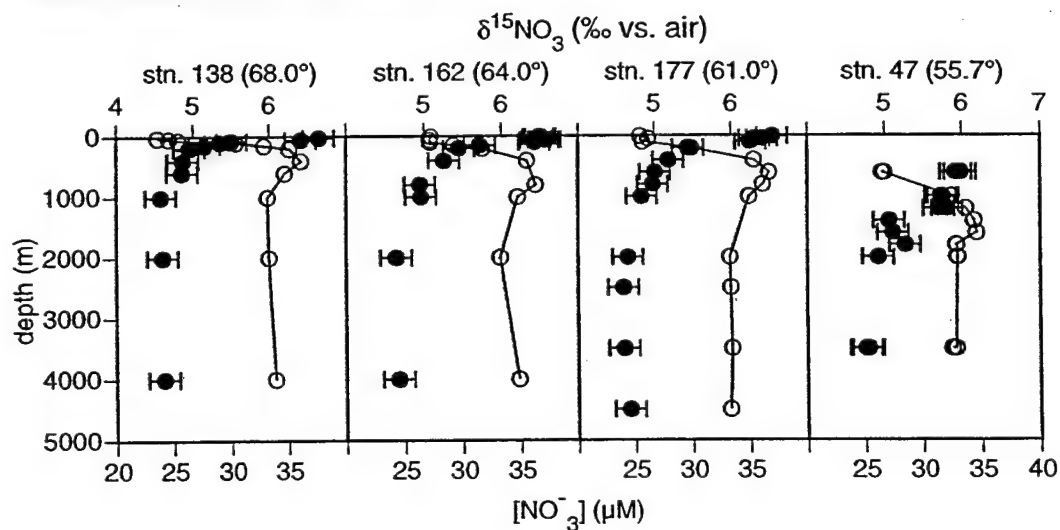 δ15NO3 (‰ vs. air)
stn. 138 (68.0°) stn. 162 (64.0°) stn. 177 (61.0°) stn. 47 (55.7°)
4 5 6 5 6 5 6 5 6 7
0
1000
2000
3000
4000
5000
depth (m)
20 25 30 35 25 30 35 25 30 35 25 30 35 40
[NO-3] (µM)